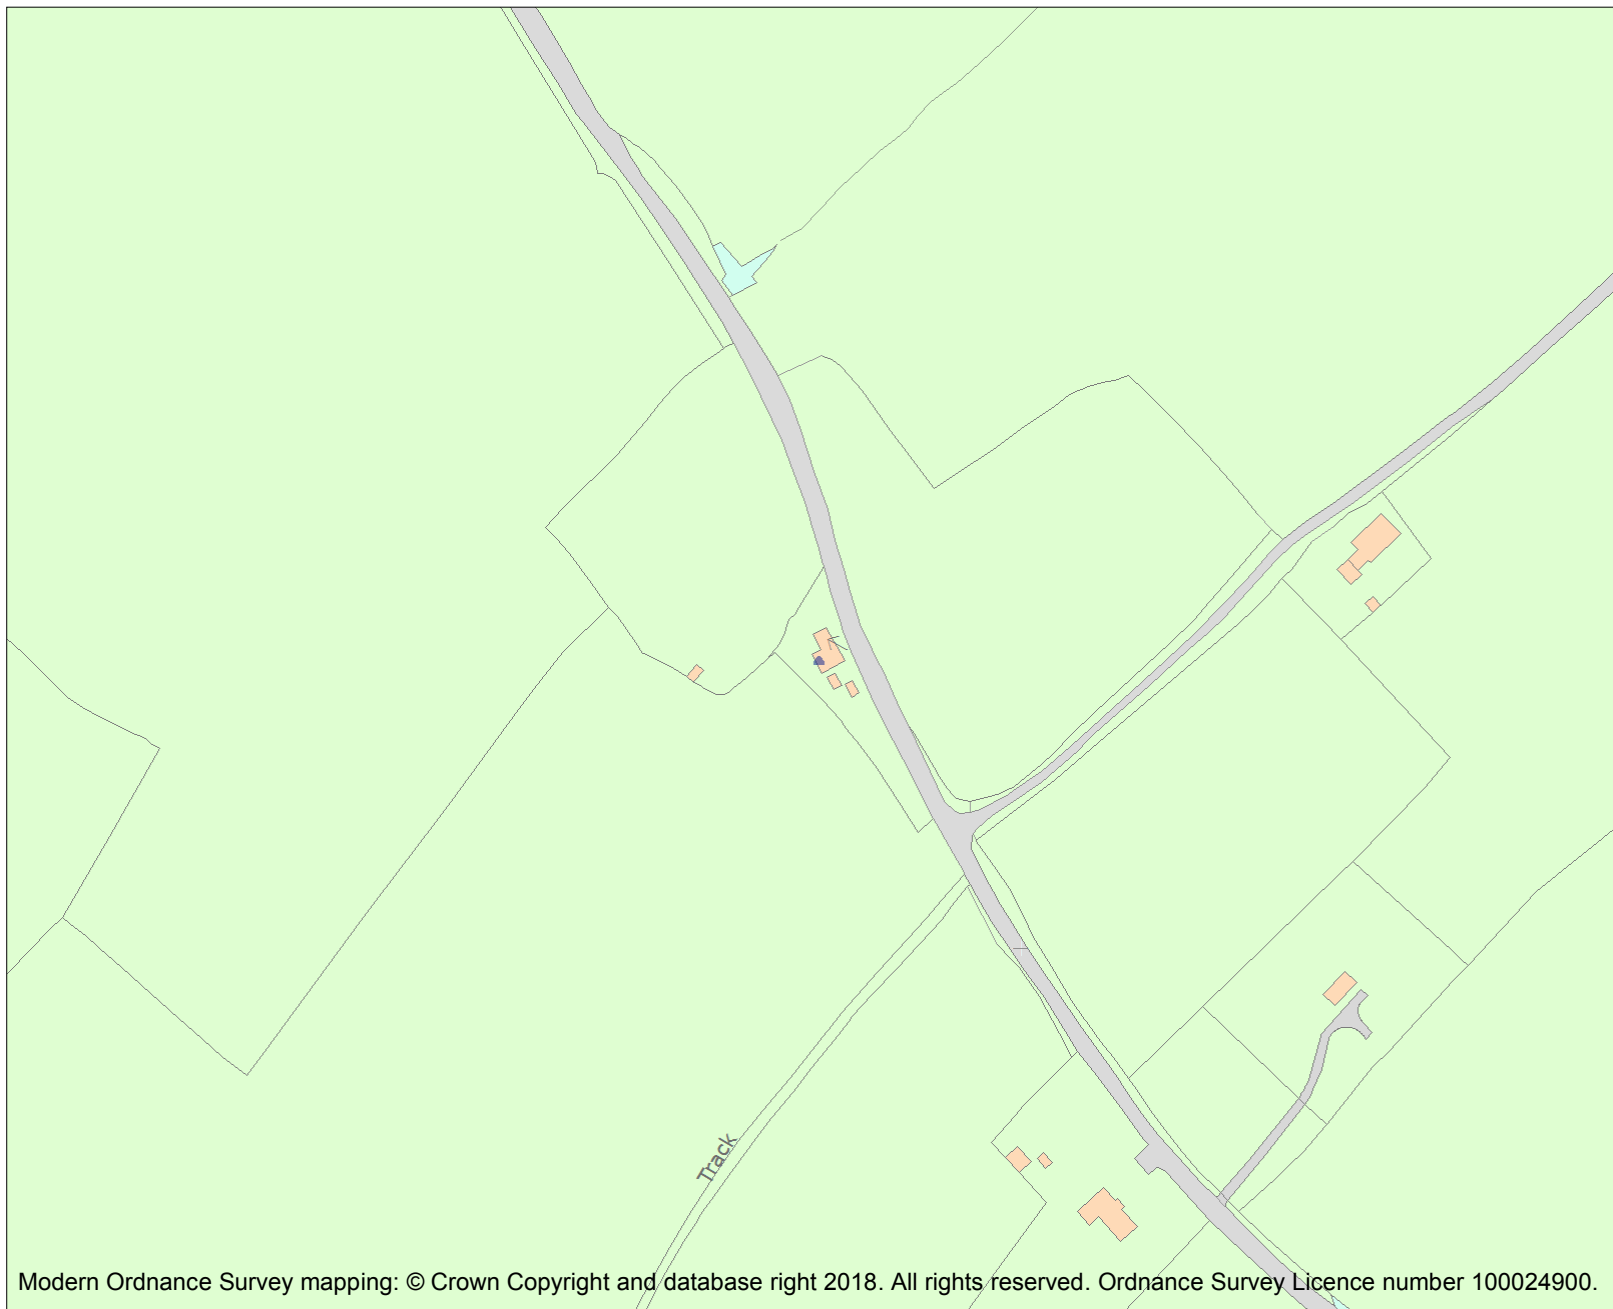 Track
Modern Ordnance Survey mapping: © Crown Copyright and database right 2018. All rights reserved. Ordnance Survey Licence number 100024900.